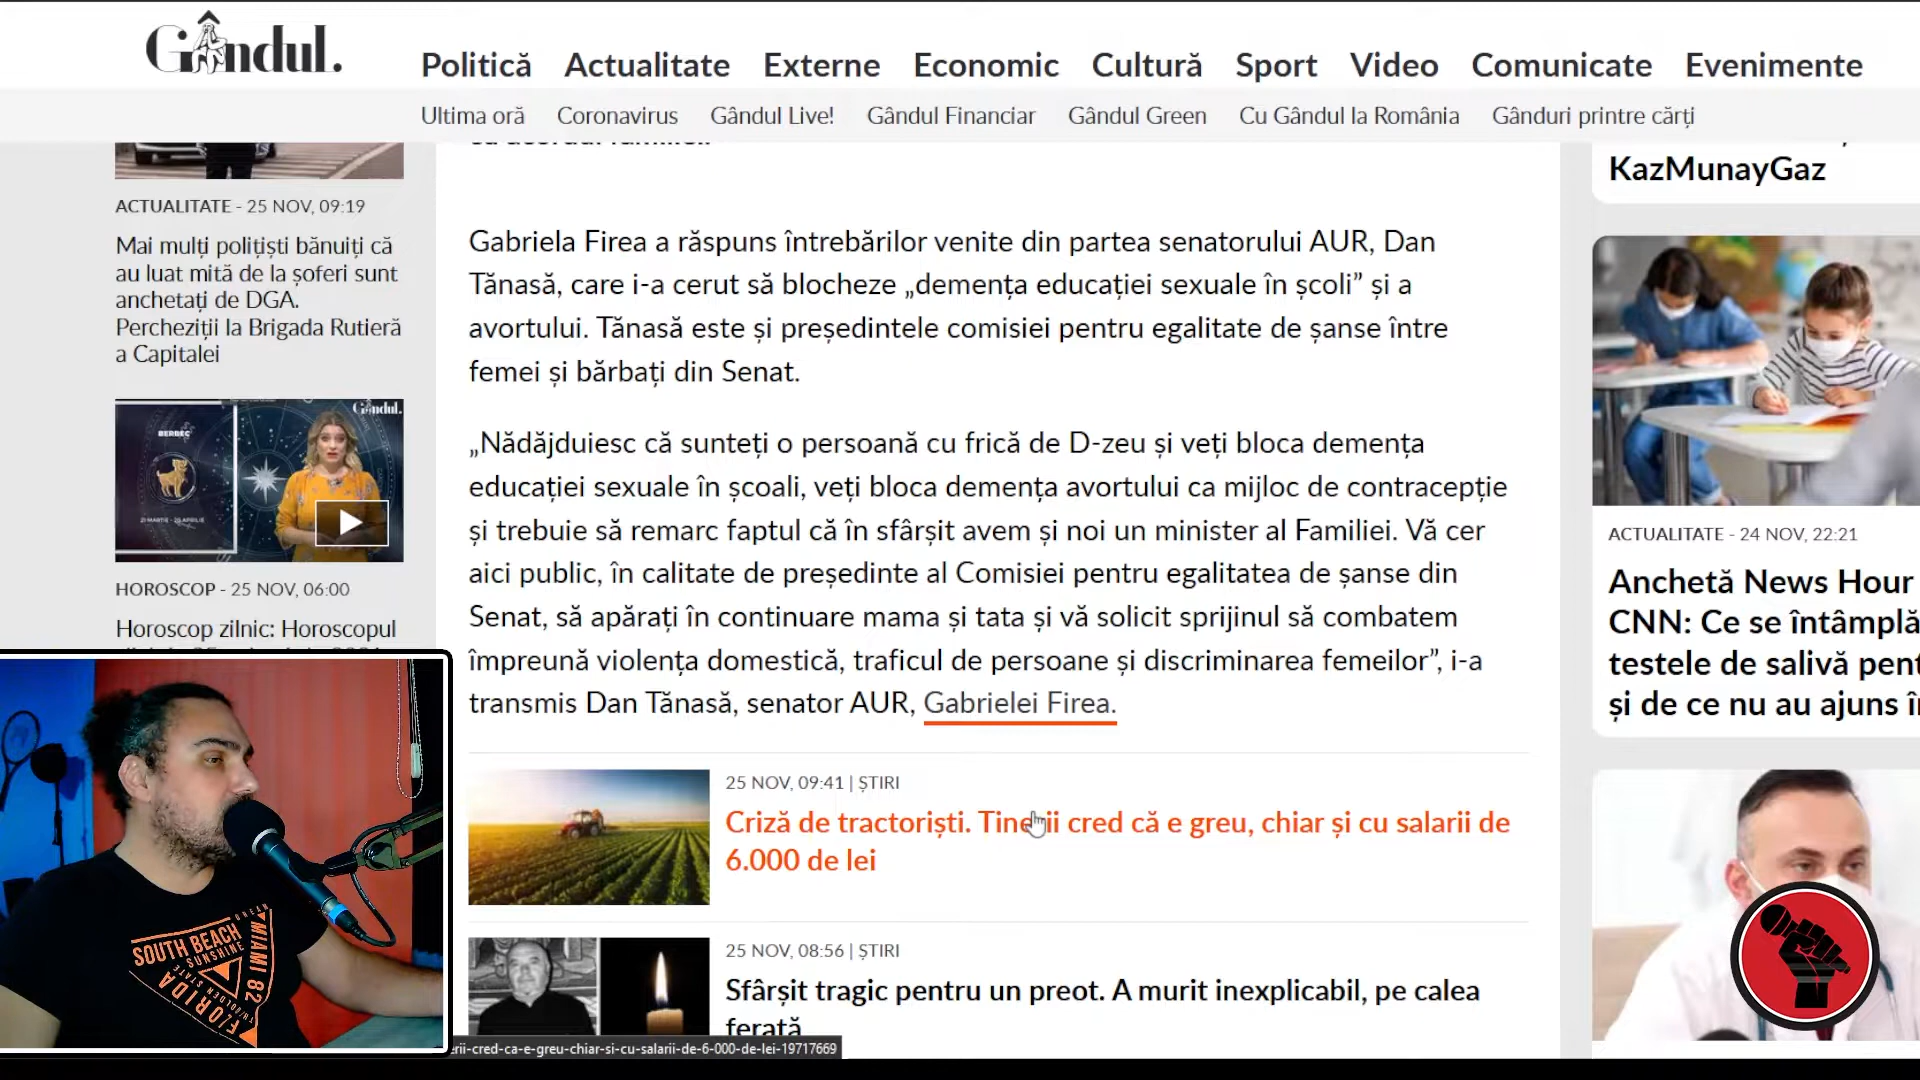 Gândul.
Politică Actualitate Externe Economic Cultură Sport Video Comunicate Evenimente
Ultima oră Coronavirus Gândul Live! Gândul Financiar Gândul Green Cu Gândul la România Gânduri printre cărți
ACTUALITATE - 25 NOV, 09:19
Mai mulți polițiști bănuiți că
au luat mită de la șoferi sunt
anchetați de DGA.
Percheziții la Brigada Rutieră
a Capitalei
Gândul.
BERBEC
HOROSCOP - 25 NOV, 06:00
Horoscop zilnic: Horoscopul
Gabriela Firea a răspuns întrebărilor venite din partea senatorului AUR, Dan
Tănasă, care i-a cerut să blocheze „demența educației sexuale în școli” și a
avortului. Tănasă este și președintele comisiei pentru egalitate de șanse între
femei și bărbați din Senat.
„Nădăjduiesc că sunteți o persoană cu frică de D-zeu și veți bloca demența
educației sexuale în școali, veți bloca demența avortului ca mijloc de contracepție
și trebuie să remarc faptul că în sfârșit avem și noi un minister al Familiei. Vă cer
aici public, în calitate de președinte al Comisiei pentru egalitatea de șanse din
Senat, să apărați în continuare mama și tata și vă solicit sprijinul să combatem
împreună violența domestică, traficul de persoane și discriminarea femeilor”, i-a
transmis Dan Tănasă, senator AUR, Gabrielei Firea.
25 NOV, 09:41 | ȘTIRI
Criză de tractoriști. Tinerii cred că e greu, chiar și cu salarii de
6.000 de lei
25 NOV, 08:56 | ȘTIRI
Sfârșit tragic pentru un preot. A murit inexplicabil, pe calea
ferată
erii-cred-ca-e-greu-chiar-si-cu-salarii-de-6-000-de-lei-19717669
KazMunayGaz
ACTUALITATE - 24 NOV, 22:21
Anchetă News Hour
CNN: Ce se întâmplă
testele de salivă pent
și de ce nu au ajuns în
SOUTH BEACH
SUNSHINE
MIAMI 82
FLORIDA